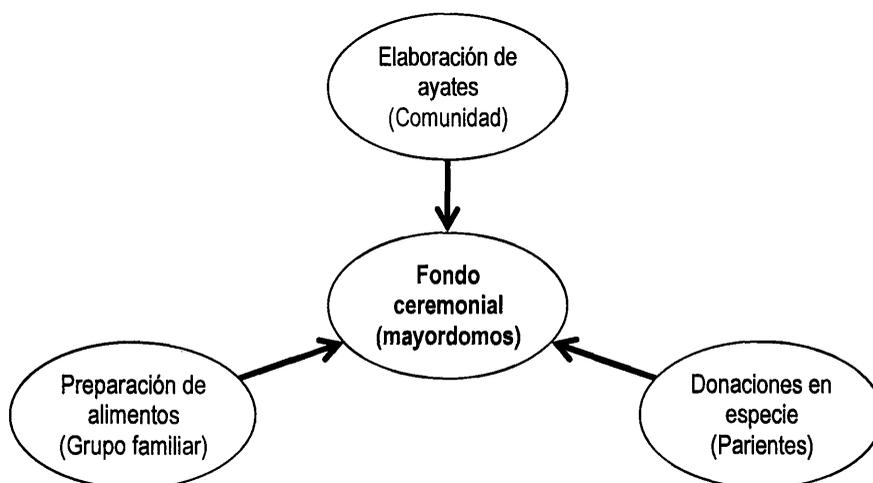 Elaboración de
ayates
(Comunidad)
Fondo
ceremonial
(mayordomos)
Preparación de
alimentos
(Grupo familiar)
Donaciones en
especie
(Parientes)